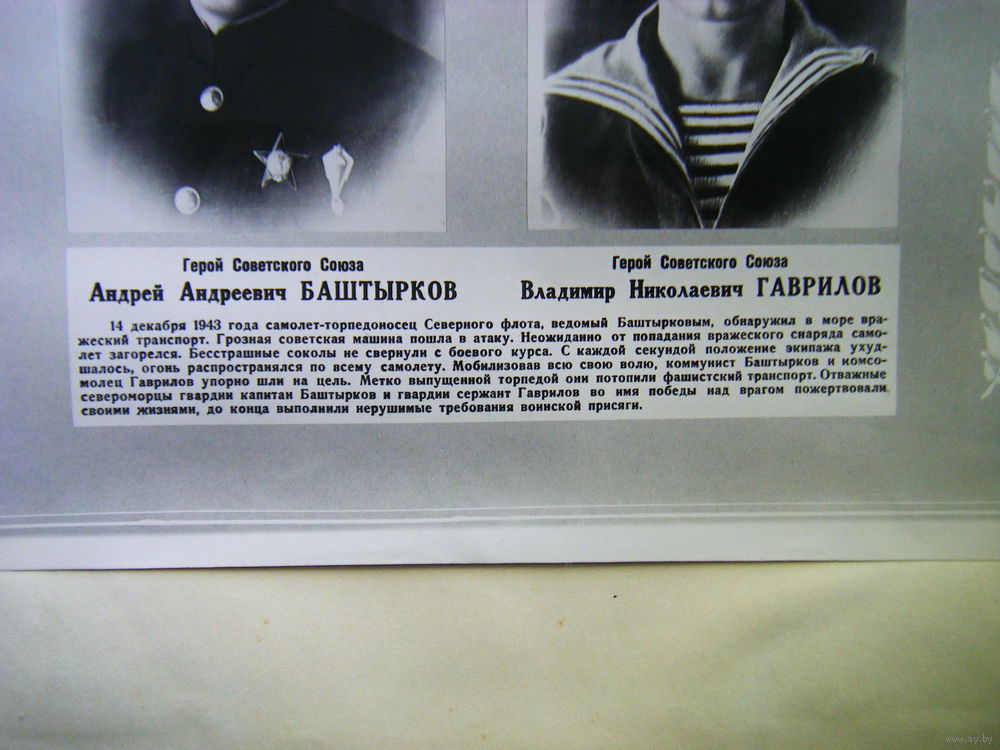 Герой Советского Союза
Андрей Андреевич БАШТЫРКОВ
Герой Советского Союза
Владимир Николаевич ГАВРИЛОВ
14 декабря 1943 года самолет-торпедоносец Северного флота, ведомый Баштырковым, обнаружил в море вра-
жеский транспорт. Грозная советская машина пошла в атаку. Неожиданно от попадания вражеского снаряда само-
лет загорелся. Бесстрашные соколы не свернули с боевого курса. С каждой секундой положение экипажа ухуд-
шалось, огонь распространялся по всему самолету. Мобилизовав всю свою волю, коммунист Баштырков и комсо-
молец Гаврилов упорно шли на цель. Метко выпущенной торпедой они потопили фашистский транспорт. Отважные
североморцы гвардии капитан Баштырков и гвардии сержант Гаврилов во имя победы над врагом пожертвовали
своими жизнями, до конца выполнили нерушимые требования воинской присяги.
www.ay.by